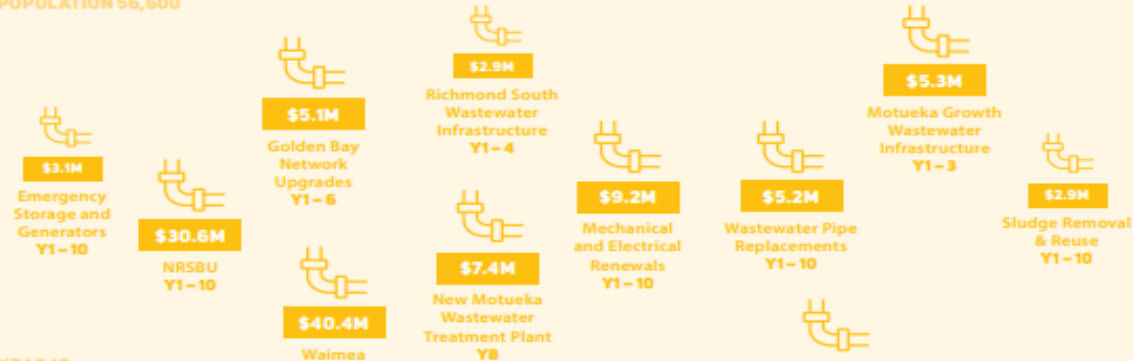 POPULATION 56,600
$2.9M
Richmond South
Wastewater
Infrastructure
Y1 – 4
$5.3M
Motueka Growth
Wastewater
Infrastructure
Y1 – 3
$5.1M
Golden Bay
Network
Upgrades
Y1 – 6
$3.1M
Emergency
Storage and
Generators
Y1 – 10
$30.6M
NRSBU
Y1 – 10
$9.2M
Mechanical
and Electrical
Renewals
Y1 – 10
$5.2M
Wastewater Pipe
Replacements
Y1 – 10
$2.9M
Sludge Removal
& Reuse
Y1 – 10
$7.4M
New Motueka
Wastewater
Treatment Plant
Y8
$40.4M
Waimea